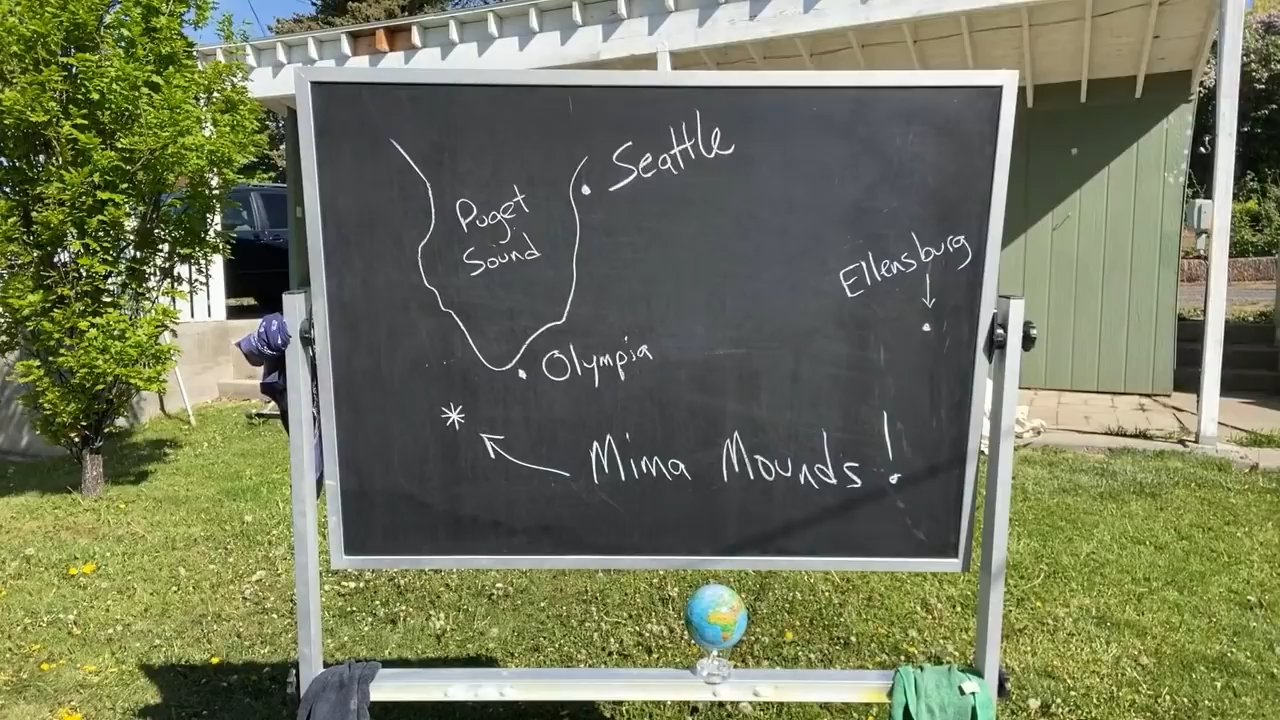 Seattle
Puget
Sound
Ellensburg
Olympia
Mima Mounds!